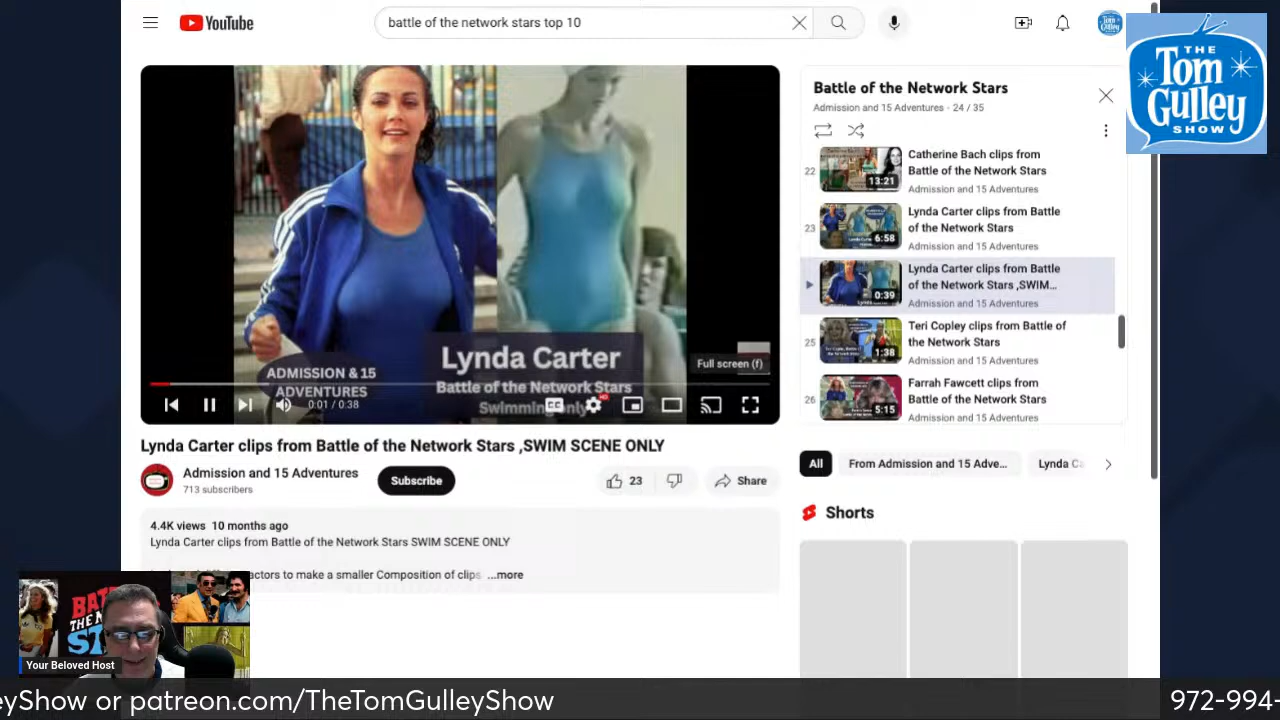 YouTube
battle of the network stars top 10
THE
Tom
Gulley
SHOW
Lynda Carter
Battle of the Network Stars
Swimming only
ADMISSION & 15
ADVENTURES
Full screen (f)
0:01 / 0:38
CC
HD
Lynda Carter clips from Battle of the Network Stars ,SWIM SCENE ONLY
Admission and 15 Adventures
713 subscribers
Subscribe
23
Share
4.4K views 10 months ago
Lynda Carter clips from Battle of the Network Stars SWIM SCENE ONLY
actors to make a smaller Composition of clips ...more
Battle of the Network Stars
Admission and 15 Adventures - 24 / 35
22
13:21
Catherine Bach clips from
Battle of the Network Stars
Admission and 15 Adventures
23
6:58
Lynda Carter clips from Battle
of the Network Stars
Admission and 15 Adventures
0:39
Lynda Carter clips from Battle
of the Network Stars ,SWIM...
Admission and 15 Adventures
25
1:38
Teri Copley clips from Battle of
the Network Stars
Admission and 15 Adventures
26
5:15
Farrah Fawcett clips from
Battle of the Network Stars
Admission and 15 Adventures
All
From Admission and 15 Adve...
Lynda Ca
Shorts
Your Beloved Host
eyShow or patreon.com/TheTomGulleyShow
972-994-